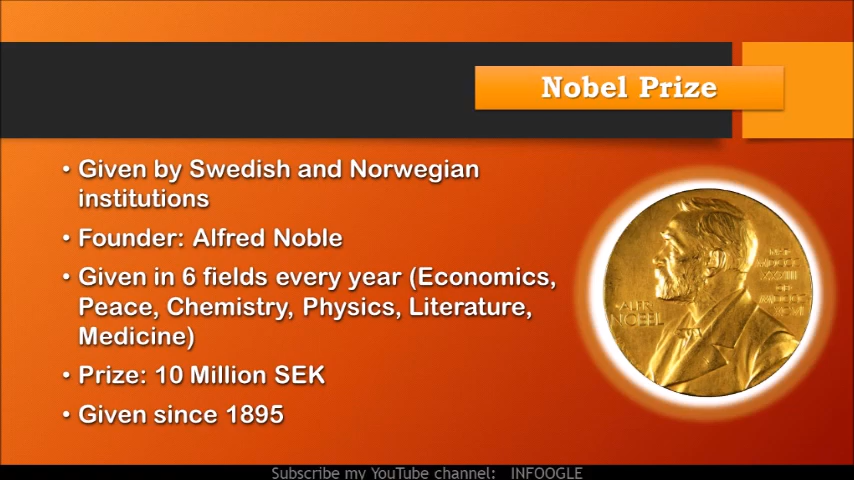 Nobel Prize
• Given by Swedish and Norwegian
institutions
• Founder: Alfred Noble
• Given in 6 fields every year (Economics,
Peace, Chemistry, Physics, Literature,
Medicine)
• Prize: 10 Million SEK
• Given since 1895
NOBEL
Subscribe my YouTube channel: INFOOGLE